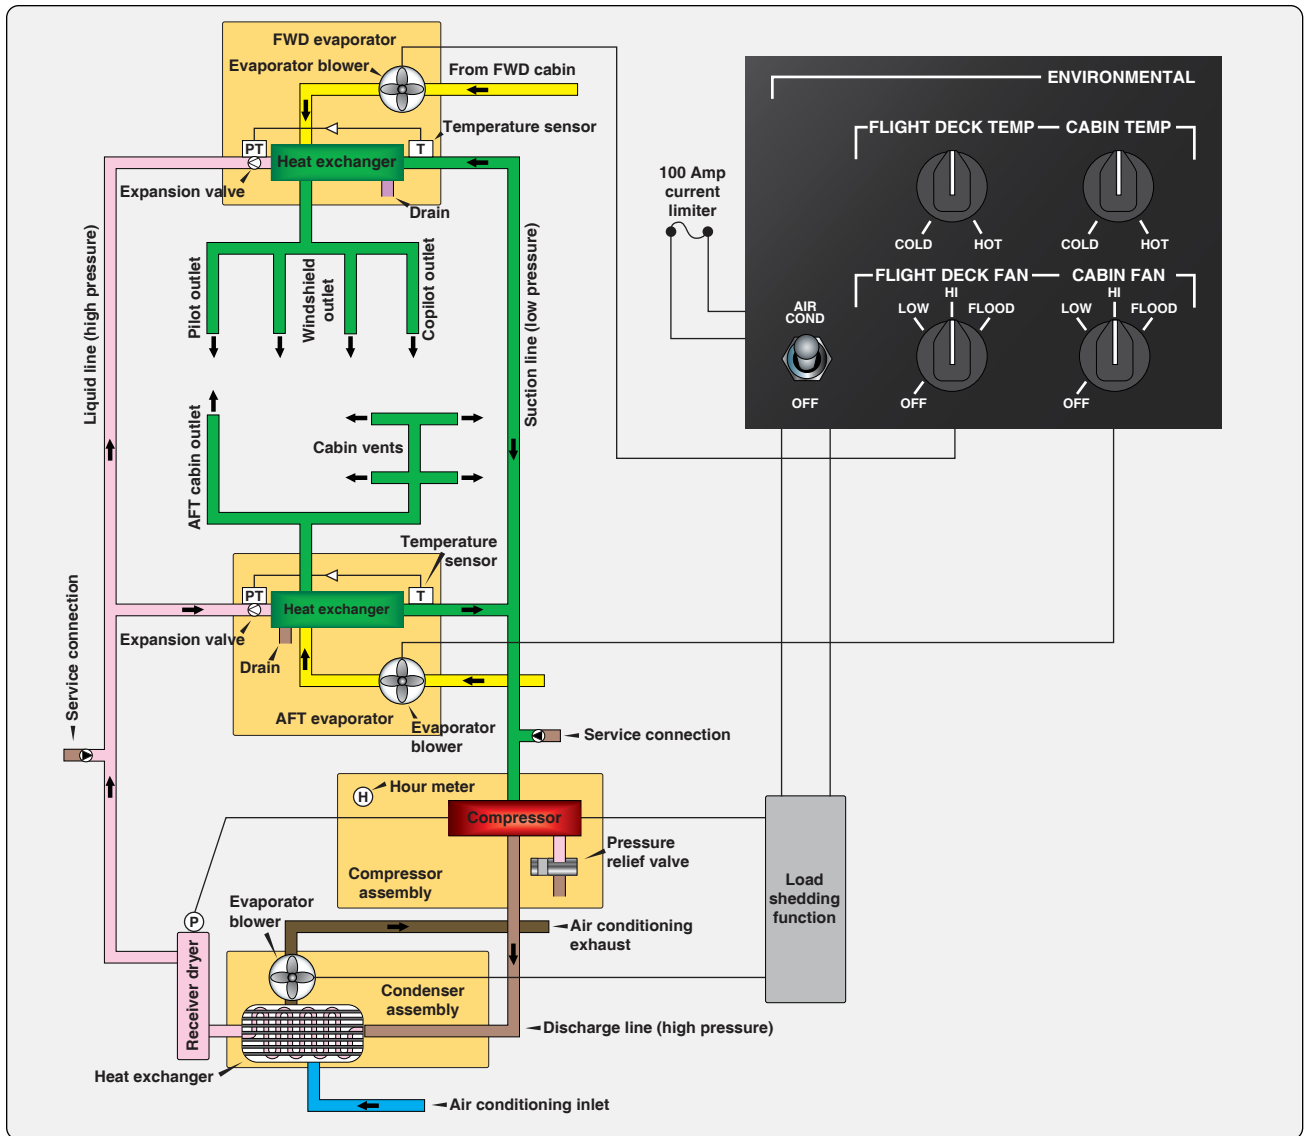 FWD evaporator
Evaporator blower
From FWD cabin
Temperature sensor
PT
T
Heat exchanger
Expansion valve
Drain
Liquid line (high pressure)
Pilot outlet
Windshield
outlet
Copilot outlet
Suction line (low pressure)
AFT cabin outlet
Cabin vents
Temperature
sensor
PT
T
Heat exchanger
Expansion valve
Drain
AFT evaporator
Evaporator
blower
Service connection
Service connection
H
Hour meter
Compressor
Pressure
relief valve
Compressor
assembly
Evaporator
blower
Air conditioning
exhaust
P
Receiver dryer
Condenser
assembly
Discharge line (high pressure)
Heat exchanger
Air conditioning inlet
100 Amp
current
limiter
ENVIRONMENTAL
FLIGHT DECK TEMP
CABIN TEMP
COLD
HOT
COLD
HOT
FLIGHT DECK FAN
CABIN FAN
AIR
COND
OFF
LOW
HI
FLOOD
OFF
LOW
HI
FLOOD
OFF
Load
shedding
function